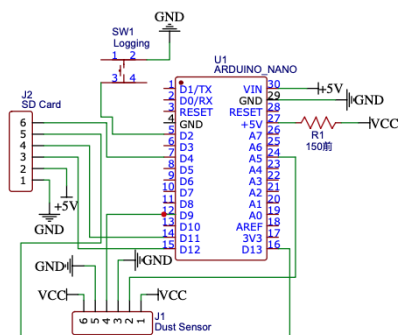 SW1
Logging
GND
1 2
3 4
U1
ARDUINO_NANO
J2
SD Card
6
5
4
3
2
1
GND
+5V
1 D1/TX VIN 30
2 D0/RX GND 29
3 RESET RESET 28
4 GND +5V 27
5 D2 A7 26
6 D3 A6 25
7 D4 A5 24
8 D5 A4 23
9 D6 A3 22
10 D7 A2 21
11 D8 A1 20
12 D9 A0 19
13 D10 AREF 18
14 D11 3V3 17
15 D12 D13 16
+5V
GND
VCC
R1
150前
GND
GND
VCC
VCC
6 5 4 3 2 1
J1
Dust Sensor